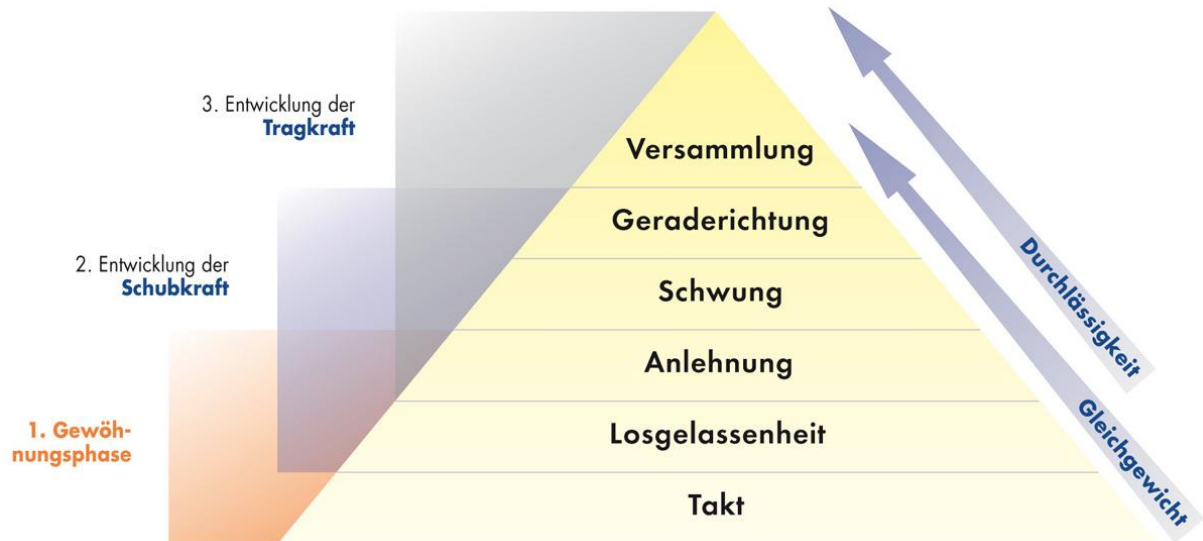 3. Entwicklung der
Tragkraft
2. Entwicklung der
Schubkraft
1. Gewöh-
nungsphase
Versammlung
Geraderichtung
Schwung
Anlehnung
Losgelassenheit
Takt
Durchlässigkeit
Gleichgewicht